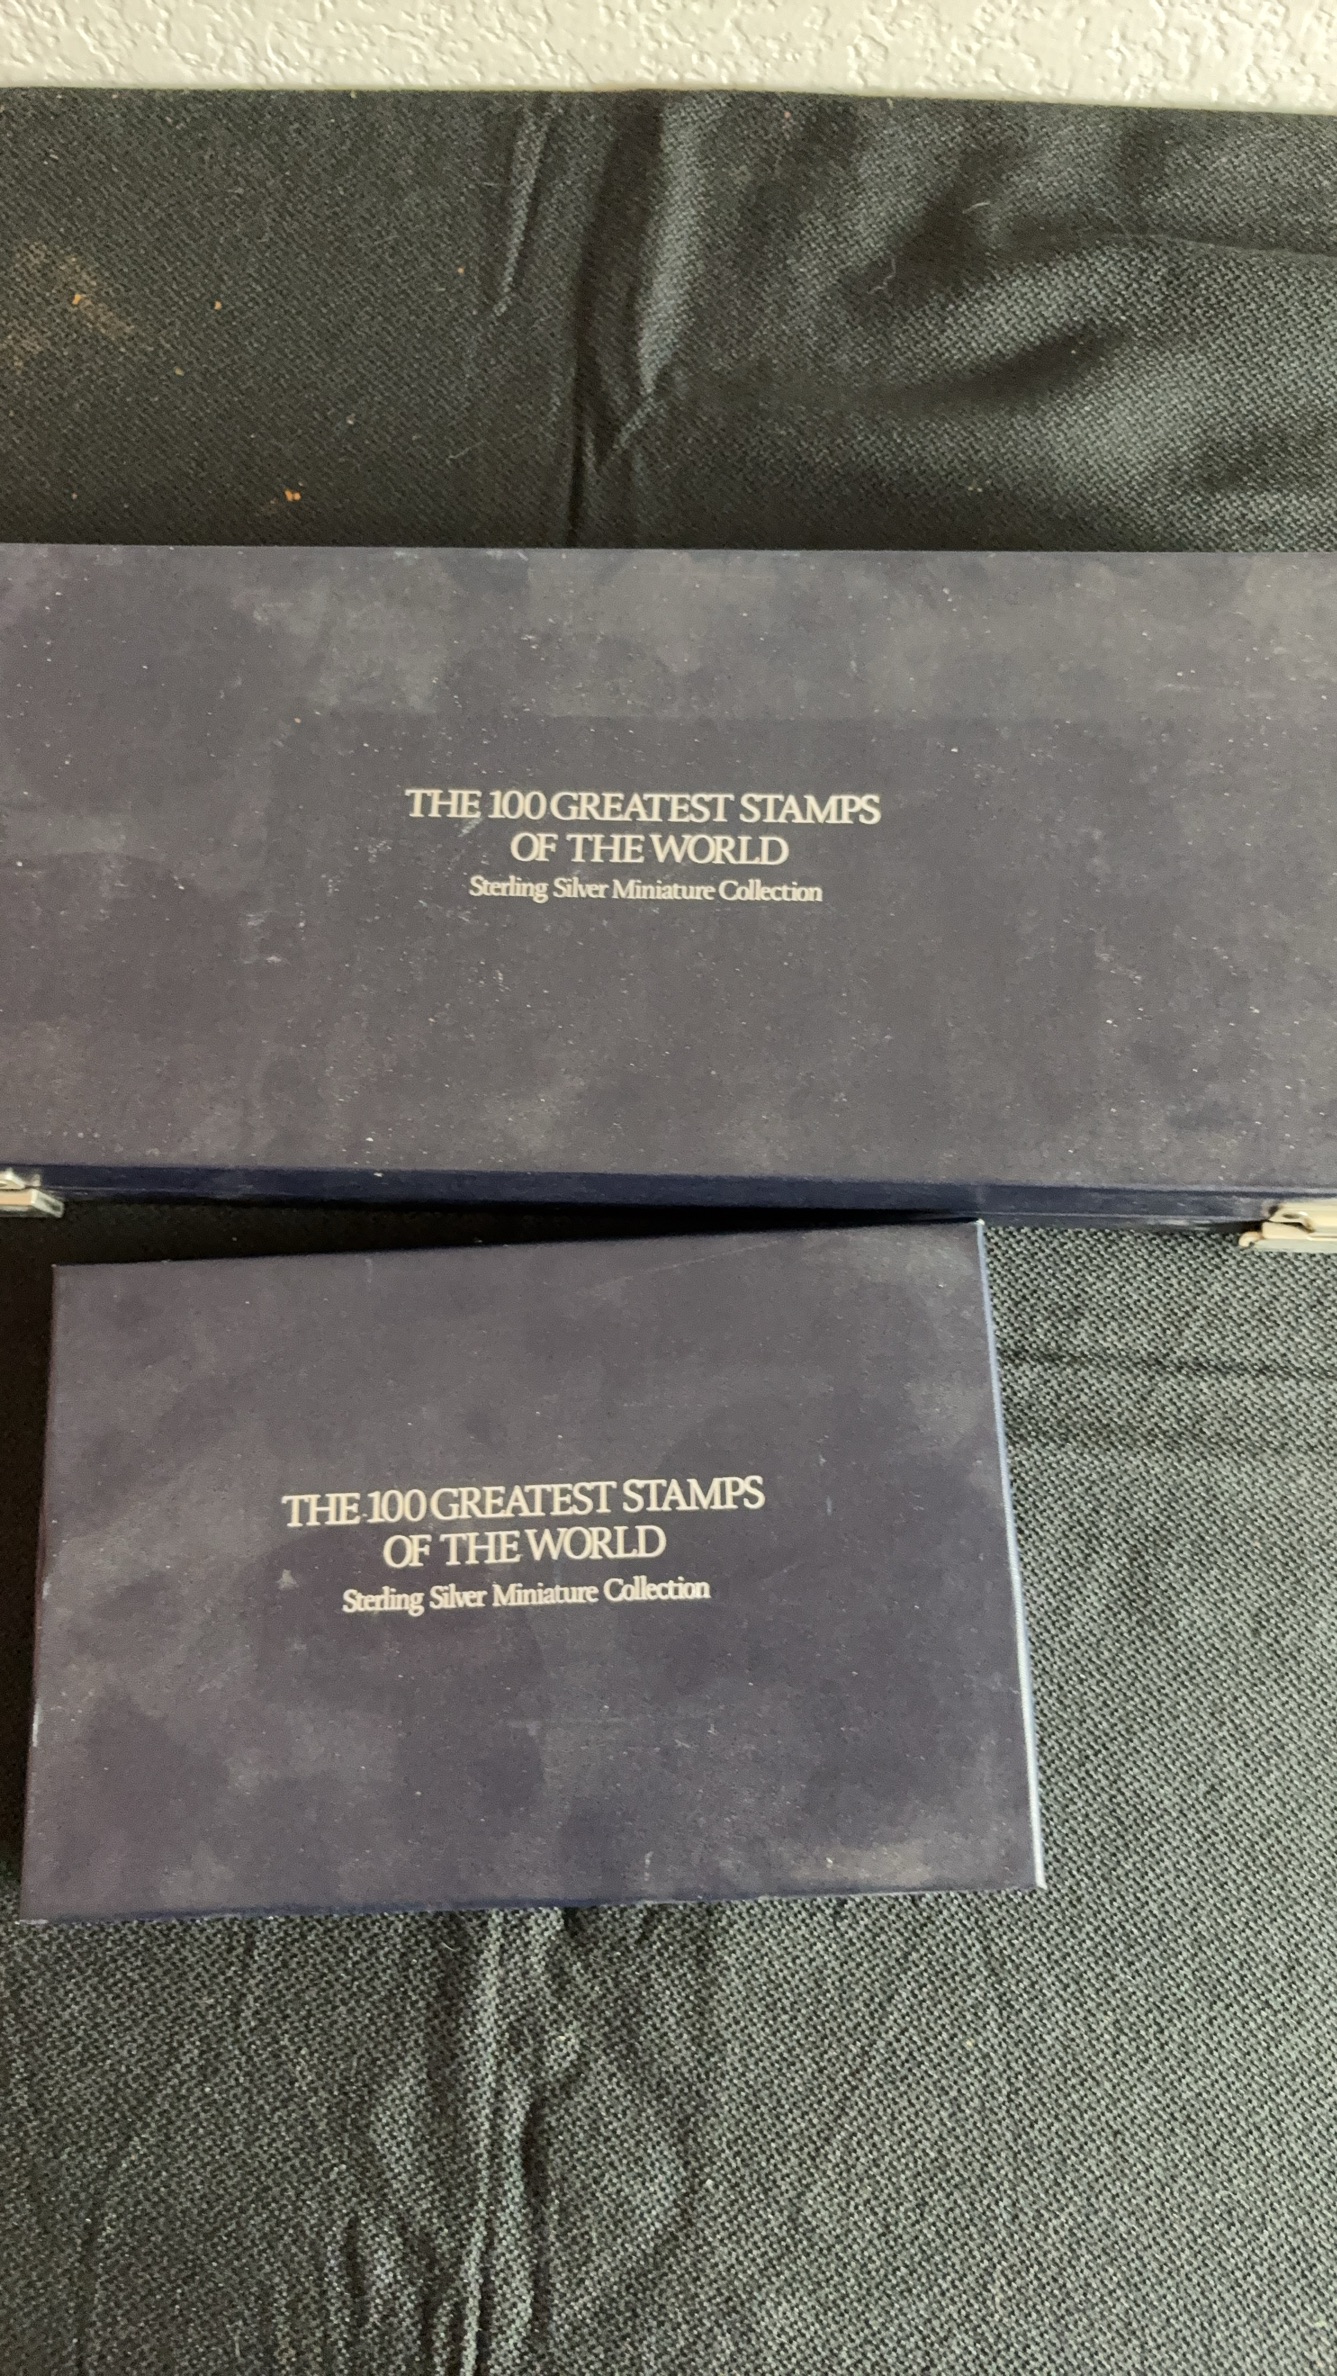 THE 100 GREATEST STAMPS
OF THE WORLD
Sterling Silver Miniature Collection
THE 100 GREATEST STAMPS
OF THE WORLD
Sterling Silver Miniature Collection